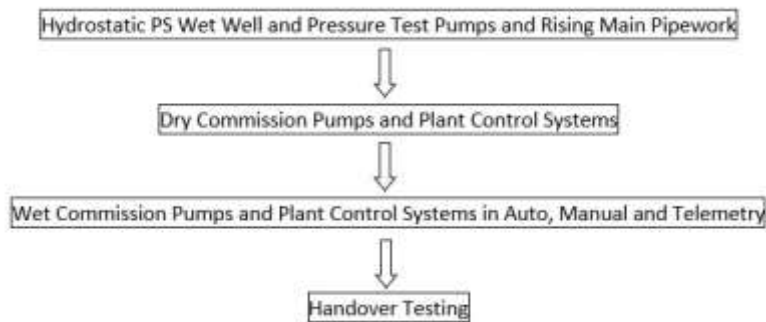 Hydrostatic PS Wet Well and Pressure Test Pumps and Rising Main Pipework
Dry Commission Pumps and Plant Control Systems
Wet Commission Pumps and Plant Control Systems in Auto, Manual and Telemetry
Handover Testing